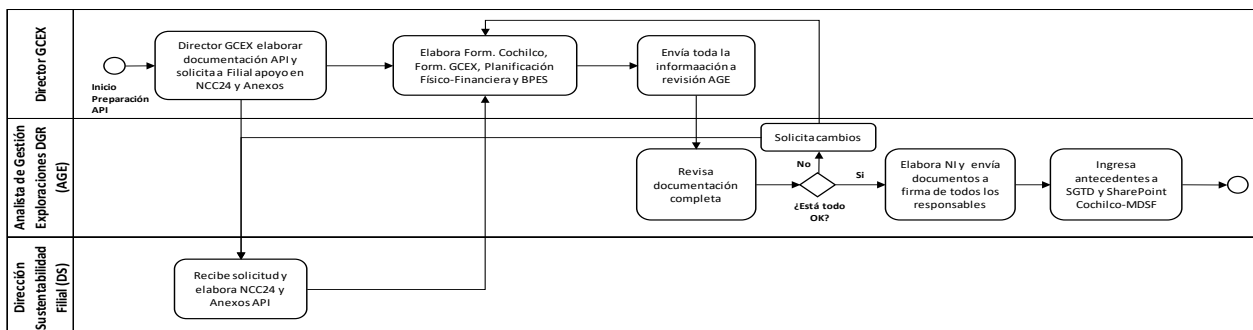 Director GCEX
Inicio
Preparación
API
Director GCEX elaborar
documentación API y
solicita a Filial apoyo en
NCC24 y Anexos
Elabora Form. Cochilco,
Form. GCEX, Planificación
Físico-Financiera y BPES
Envía toda la
informaación a
revisión AGE
Analista de Gestión
Exploraciones DGR
(AGE)
Revisa
documentación
completa
Solicita cambios
No
Si
¿Está todo
OK?
Elabora NI y envía
documentos a
firma de todos los
responsables
Ingresa
antecedentes a
SGTD y SharePoint
Cochilco-MDSF
Dirección
Sustentabilidad
Filial (DS)
Recibe solicitud y
elabora NCC24 y
Anexos API